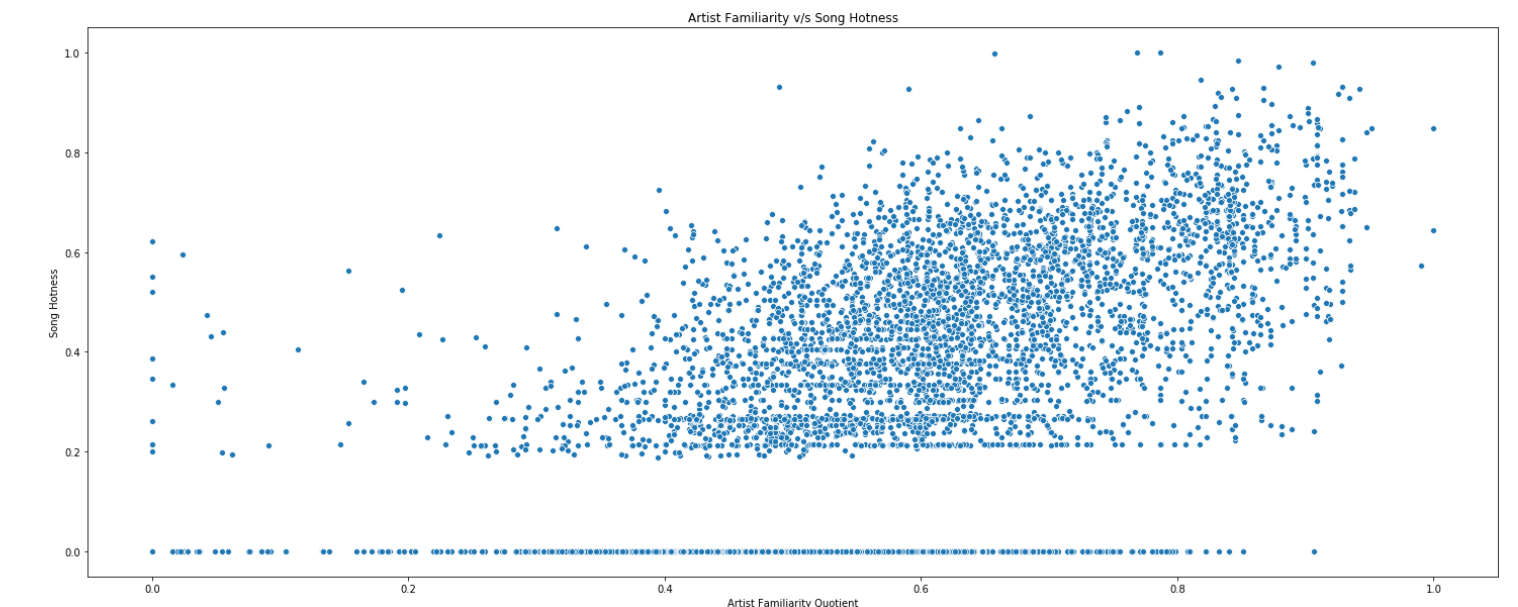 Artist Familiarity v/s Song Hotness
1.0
0.8
0.6
0.4
0.2
0.0
Song Hotness
0.0 0.2 0.4 0.6 0.8 1.0
Artist Familiarity Quotient